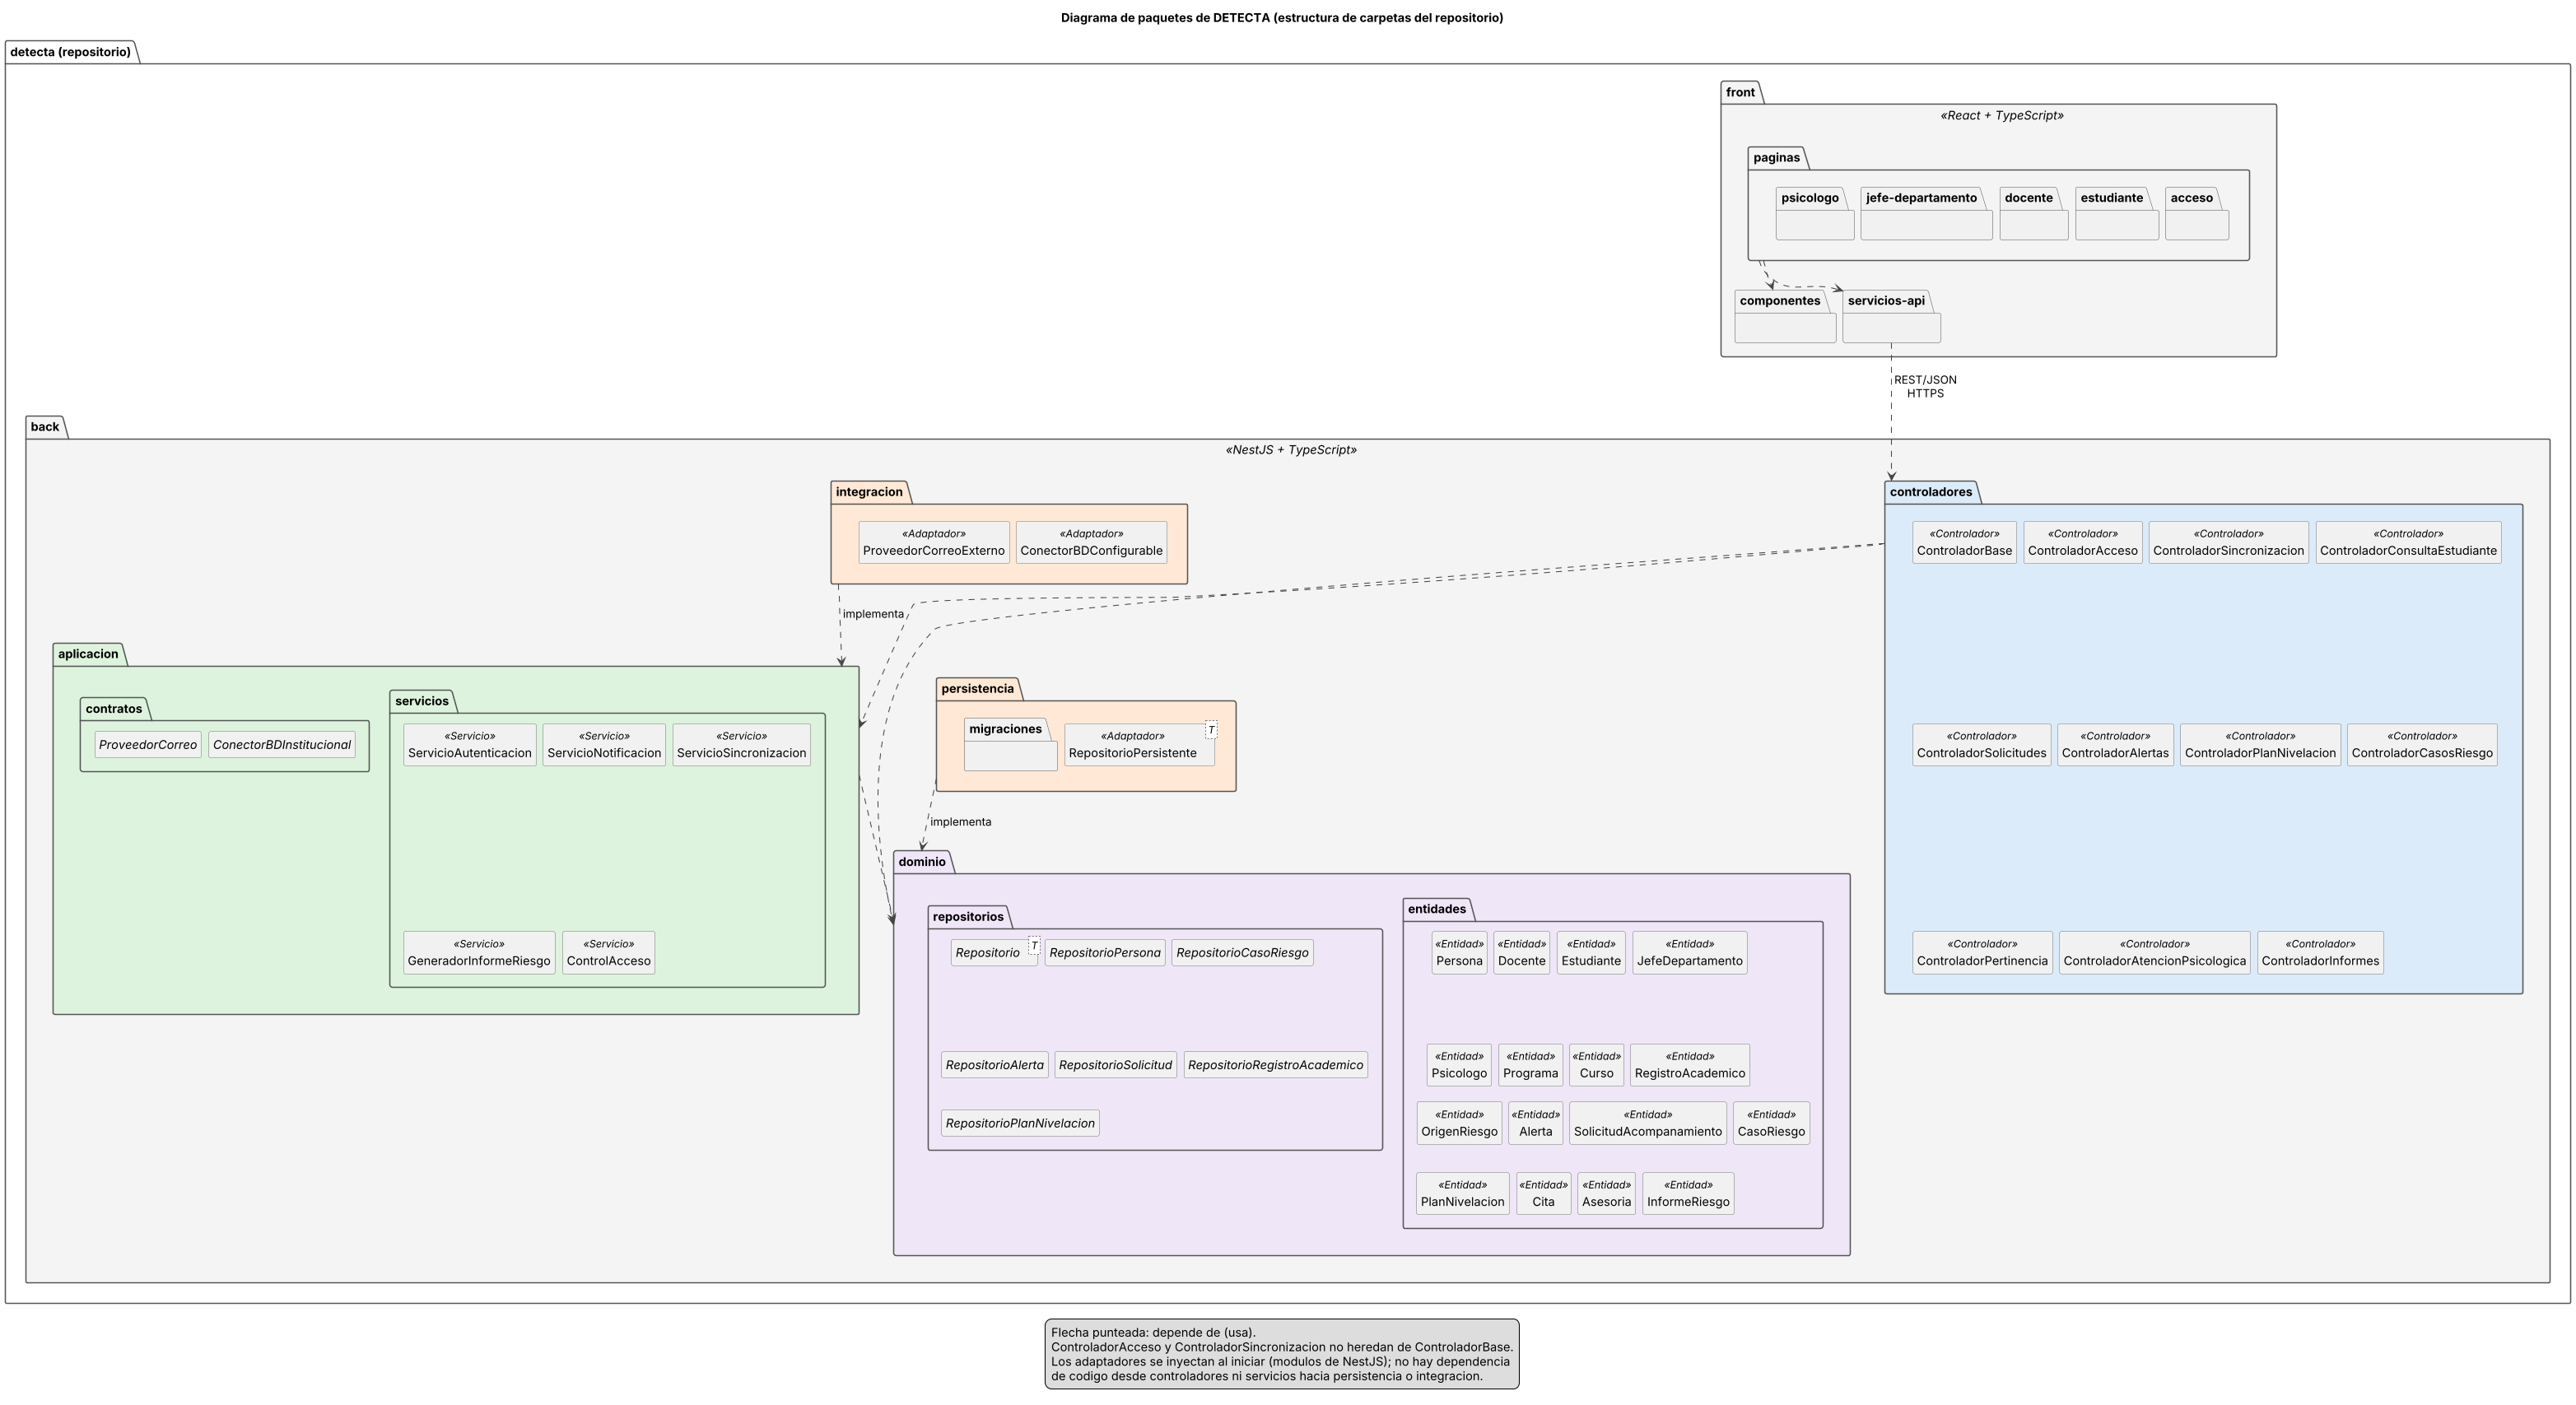 Diagrama de paquetes de DETECTA (estructura de carpetas del repositorio)
detecta (repositorio)
front
«React + TypeScript»
paginas
psicologo
jefe-departamento
docente
estudiante
acceso
componentes
servicios-api
REST/JSON
HTTPS
back
«NestJS + TypeScript»
integracion
«Adaptador»
ProveedorCorreoExterno
«Adaptador»
ConectorBDConfigurable
controladores
«Controlador»
ControladorBase
«Controlador»
ControladorAcceso
«Controlador»
ControladorSincronizacion
«Controlador»
ControladorConsultaEstudiante
«Controlador»
ControladorSolicitudes
«Controlador»
ControladorAlertas
«Controlador»
ControladorPlanNivelacion
«Controlador»
ControladorCasosRiesgo
«Controlador»
ControladorPertinencia
«Controlador»
ControladorAtencionPsicologica
«Controlador»
ControladorInformes
implementa
aplicacion
contratos
ProveedorCorreo
ConectorBDInstitucional
servicios
«Servicio»
ServicioAutenticacion
«Servicio»
ServicioNotificacion
«Servicio»
ServicioSincronizacion
«Servicio»
GeneradorInformeRiesgo
«Servicio»
ControlAcceso
persistencia
migraciones
«Adaptador»
RepositorioPersistente
T
implementa
dominio
repositorios
Repositorio
T
RepositorioPersona
RepositorioCasoRiesgo
RepositorioAlerta
RepositorioSolicitud
RepositorioRegistroAcademico
RepositorioPlanNivelacion
entidades
«Entidad»
Persona
«Entidad»
Docente
«Entidad»
Estudiante
«Entidad»
JefeDepartamento
«Entidad»
Psicologo
«Entidad»
Programa
«Entidad»
Curso
«Entidad»
RegistroAcademico
«Entidad»
OrigenRiesgo
«Entidad»
Alerta
«Entidad»
SolicitudAcompanamiento
«Entidad»
CasoRiesgo
«Entidad»
PlanNivelacion
«Entidad»
Cita
«Entidad»
Asesoria
«Entidad»
InformeRiesgo
Flecha punteada: depende de (usa).
ControladorAcceso y ControladorSincronizacion no heredan de ControladorBase.
Los adaptadores se inyectan al iniciar (modulos de NestJS); no hay dependencia
de codigo desde controladores ni servicios hacia persistencia o integracion.